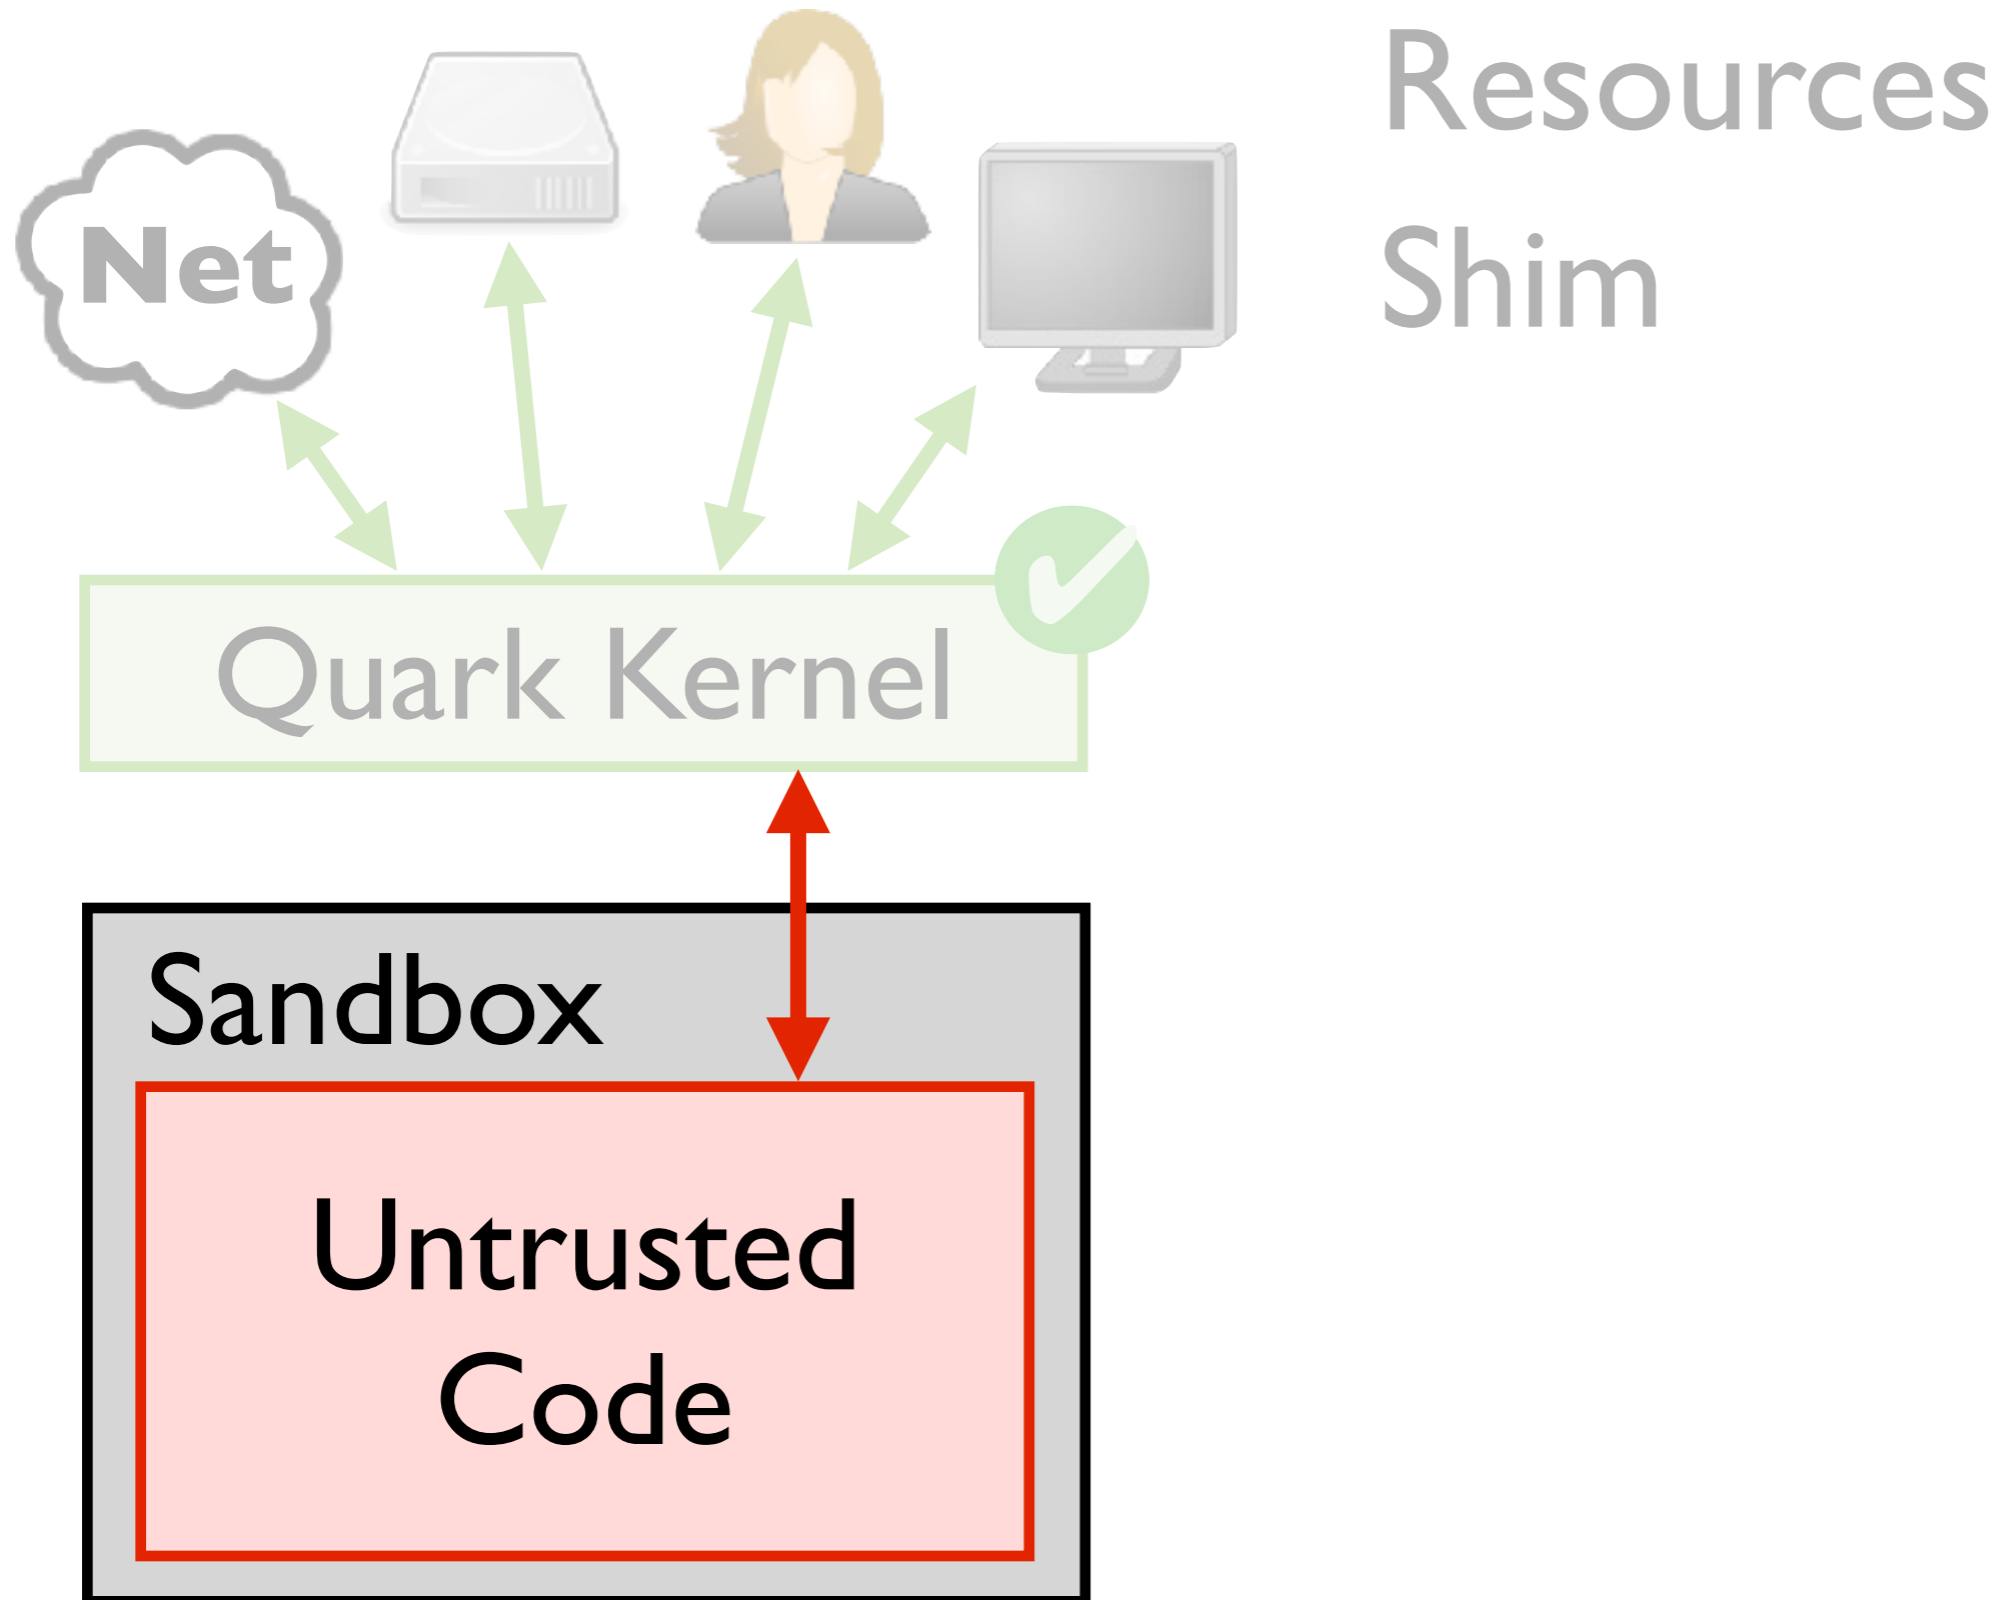 Resources
Shim
Net
Quark Kernel
Sandbox
Untrusted
Code